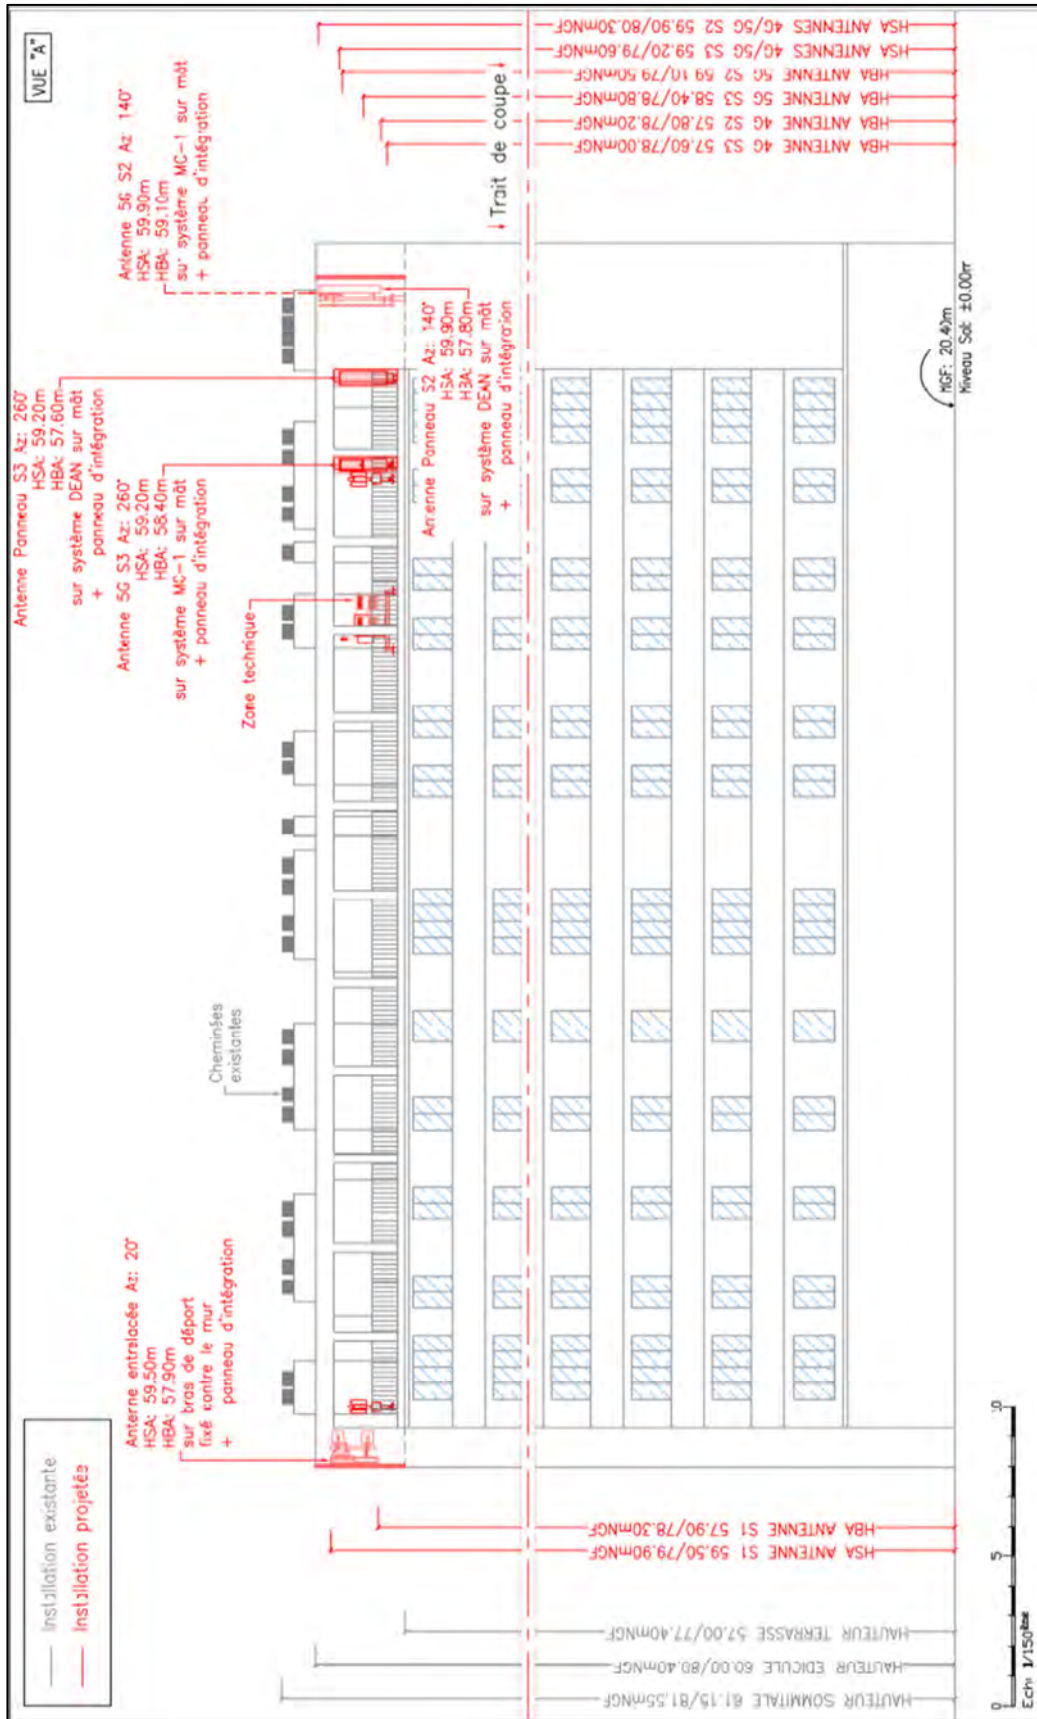 VUE "A"
Installation existante
Installation projetés
Antenne Panneau S3 Az: 260°
HSA: 59.20m
HBA: 57.60m
sur système DEAN sur mât
+ panneau d'intégration
Antenne 5G S3 Az: 260°
HSA: 59.20m
HBA: 58.40m
sur système MC-1 sur mât
+ panneau d'intégration
Antenne 5G S2 Az: 140°
HSA: 59.90m
HBA: 59.10m
sur système MC-1 sur mât
+ panneau d'intégration
Antenne entrelacée Az: 20°
HSA: 59.50m
HBA: 57.90m
sur bras de déport
fixé contre le mur
+ panneau d'intégration
Cheminées
existantes
Zone technique
Antenne Panneau S2 Az: 140°
HSA: 59.90m
HBA: 57.80m
sur système DEAN sur mât
+ panneau d'intégration
Trait de coupe
HAUTEUR SOMMITALE 61.15/81.55mNGF
HAUTEUR EDICULE 60.00/80.40mNGF
HAUTEUR TERRASSE 57.00/77.40mNGF
HSA ANTENNE S1 59.50/79.90mNGF
HBA ANTENNE S1 57.90/78.30mNGF
HBA ANTENNE 4G S3 57.60/78.00mNGF
HBA ANTENNE 4G S2 57.80/78.20mNGF
HBA ANTENNE 5G S3 58.40/78.80mNGF
HBA ANTENNE 5G S2 59.10/79.50mNGF
HSA ANTENNES 4G/5G S3 59.20/79.60mNGF
HSA ANTENNES 4G/5G S2 59.90/80.30mNGF
NGF: 20.40m
Niveau Sol: ±0.00m
0 5 10
Ech: 1/150ème